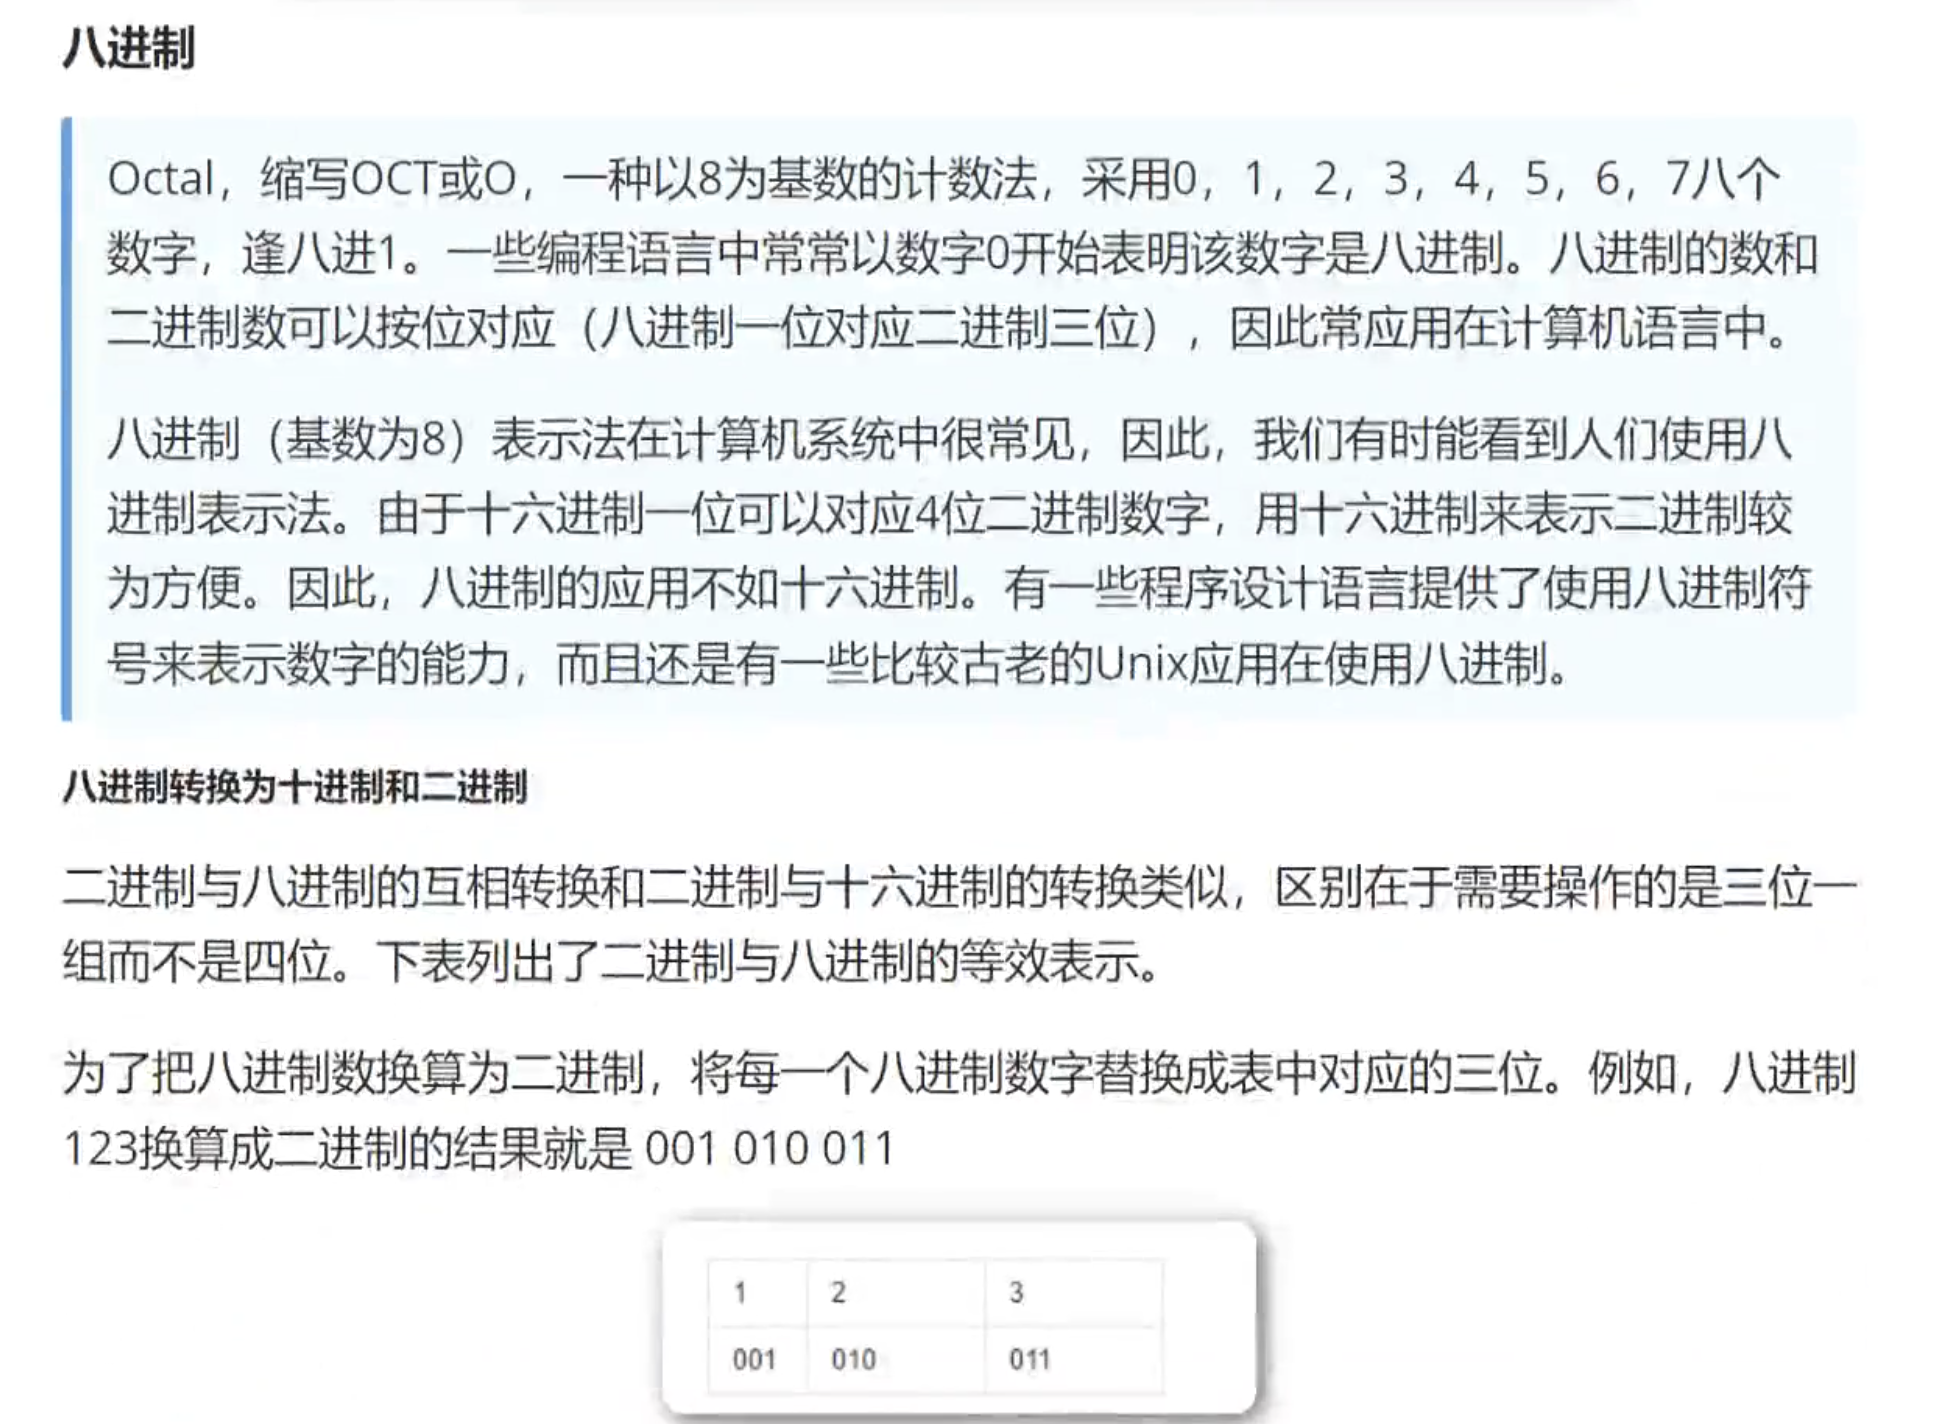 八进制
Octal，缩写OCT或O，一种以8为基数的计数法，采用0，1，2，3，4，5，6，7八个
数字，逢八进1。一些编程语言中常常以数字0开始表明该数字是八进制。八进制的数和
二进制数可以按位对应（八进制一位对应二进制三位），因此常应用在计算机语言中。
八进制（基数为8）表示法在计算机系统中很常见，因此，我们有时能看到人们使用八
进制表示法。由于十六进制一位可以对应4位二进制数字，用十六进制来表示二进制较
为方便。因此，八进制的应用不如十六进制。有一些程序设计语言提供了使用八进制符
号来表示数字的能力，而且还是有一些比较古老的Unix应用在使用八进制。
八进制转换为十进制和二进制
二进制与八进制的互相转换和二进制与十六进制的转换类似，区别在于需要操作的是三位一
组而不是四位。下表列出了二进制与八进制的等效表示。
为了把八进制数换算为二进制，将每一个八进制数字替换成表中对应的三位。例如，八进制
123换算成二进制的结果就是 001 010 011
1 2 3
001 010 011